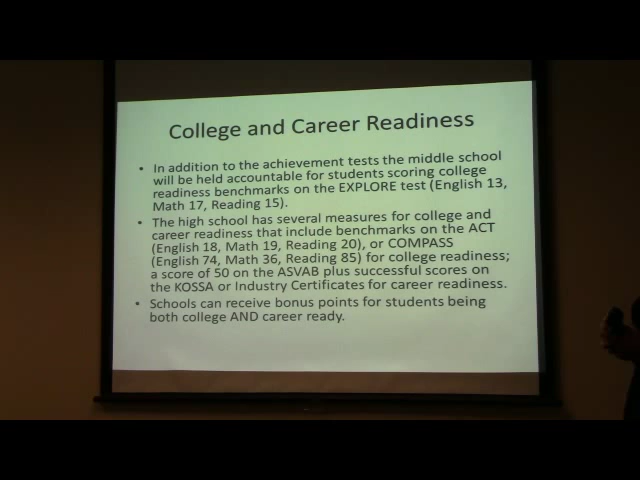 College and Career Readiness
• In addition to the achievement tests the middle school
will be held accountable for students scoring college
readiness benchmarks on the EXPLORE test (English 13,
Math 17, Reading 15).
• The high school has several measures for college and
career readiness that include benchmarks on the ACT
(English 18, Math 19, Reading 20), or COMPASS
(English 74, Math 36, Reading 85) for college readiness;
a score of 50 on the ASVAB plus successful scores on
the KOSSA or Industry Certificates for career readiness.
• Schools can receive bonus points for students being
both college AND career ready.